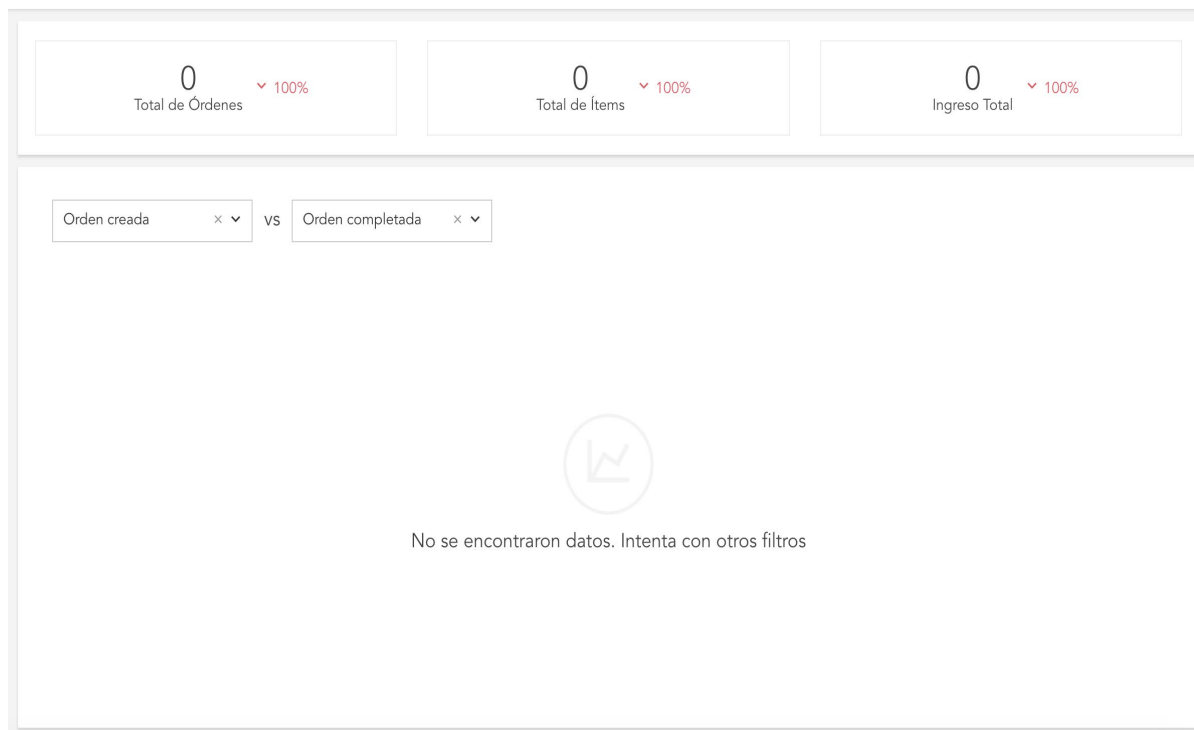 0 100%
Total de Órdenes
0 100%
Total de Ítems
0 100%
Ingreso Total
Orden creada vs Orden completada
No se encontraron datos. Intenta con otros filtros